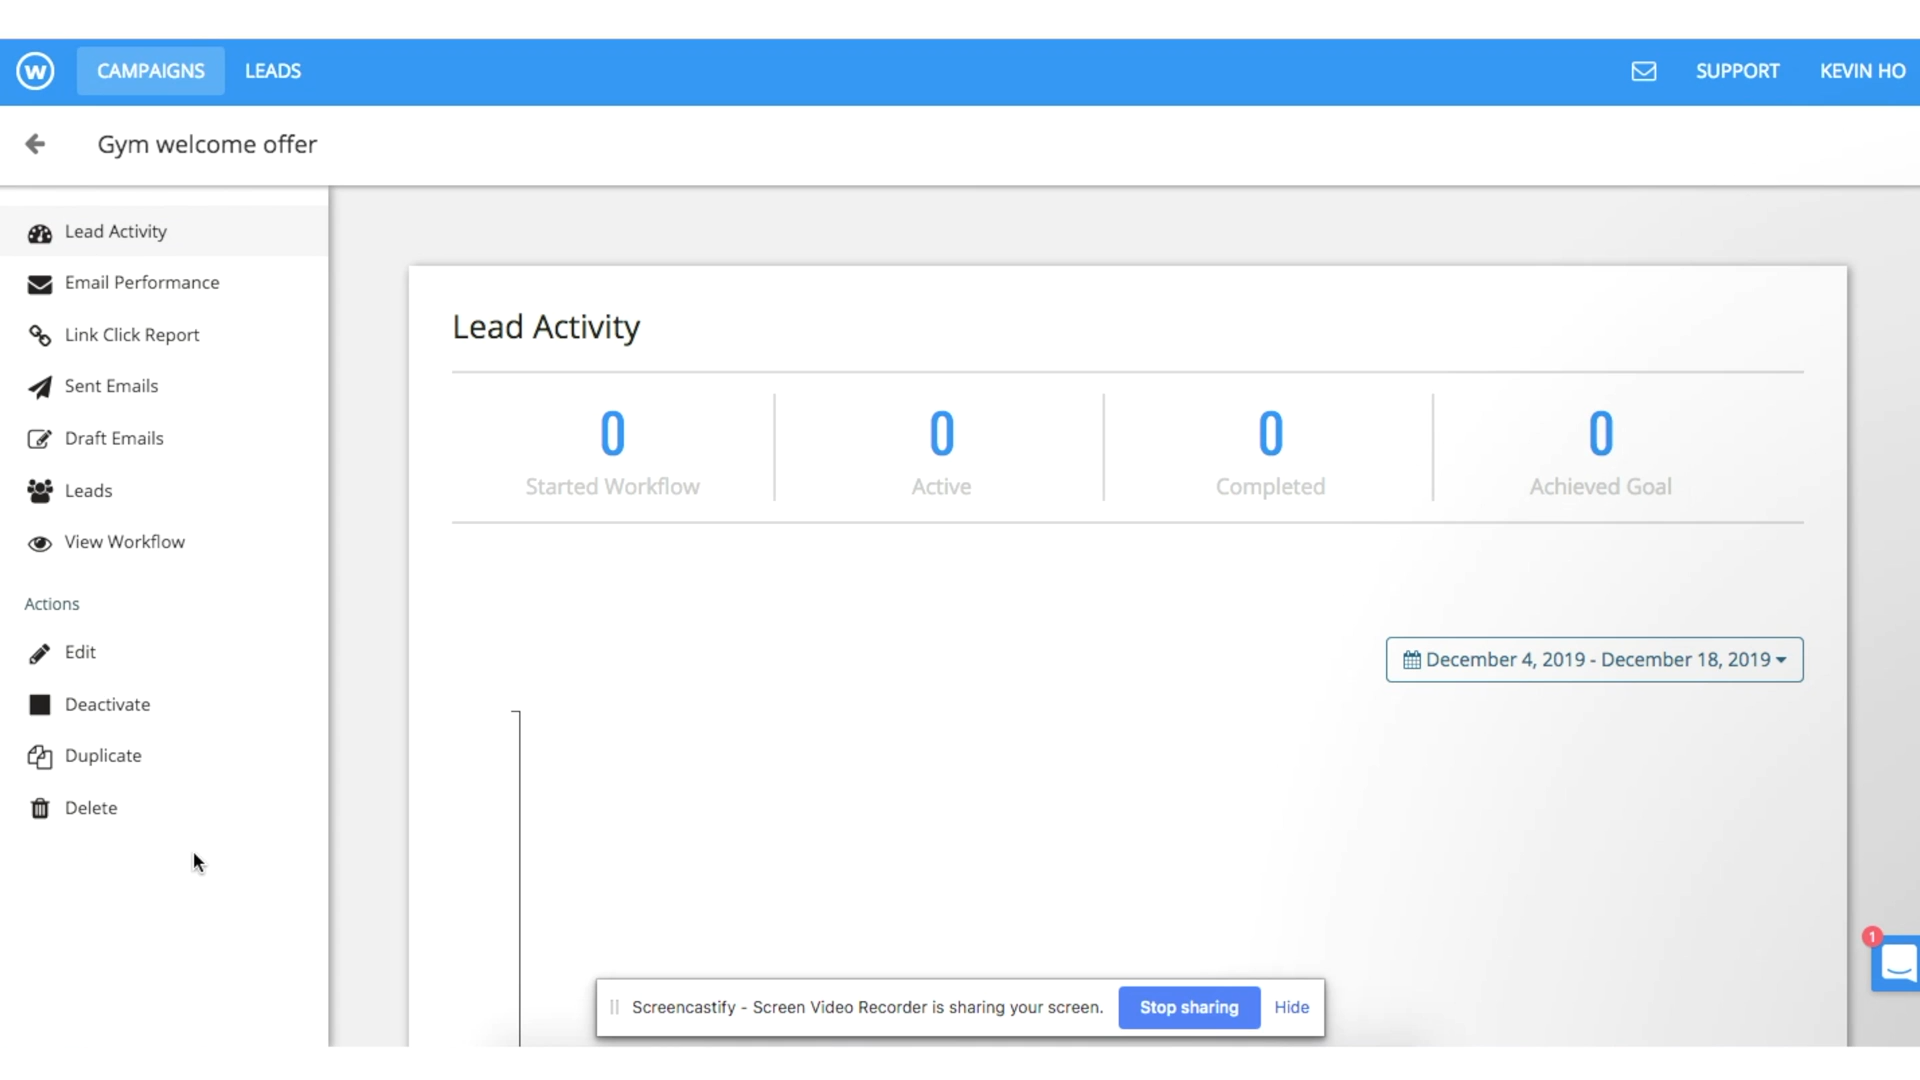 W CAMPAIGNS LEADS SUPPORT KEVIN HO
Gym welcome offer
Lead Activity
Email Performance
Link Click Report
Sent Emails
Draft Emails
Leads
View Workflow
Actions
Edit
Deactivate
Duplicate
Delete
Lead Activity
0 0 0 0
Started Workflow Active Completed Achieved Goal
December 4, 2019 - December 18, 2019
1
Screencastify - Screen Video Recorder is sharing your screen. Stop sharing Hide